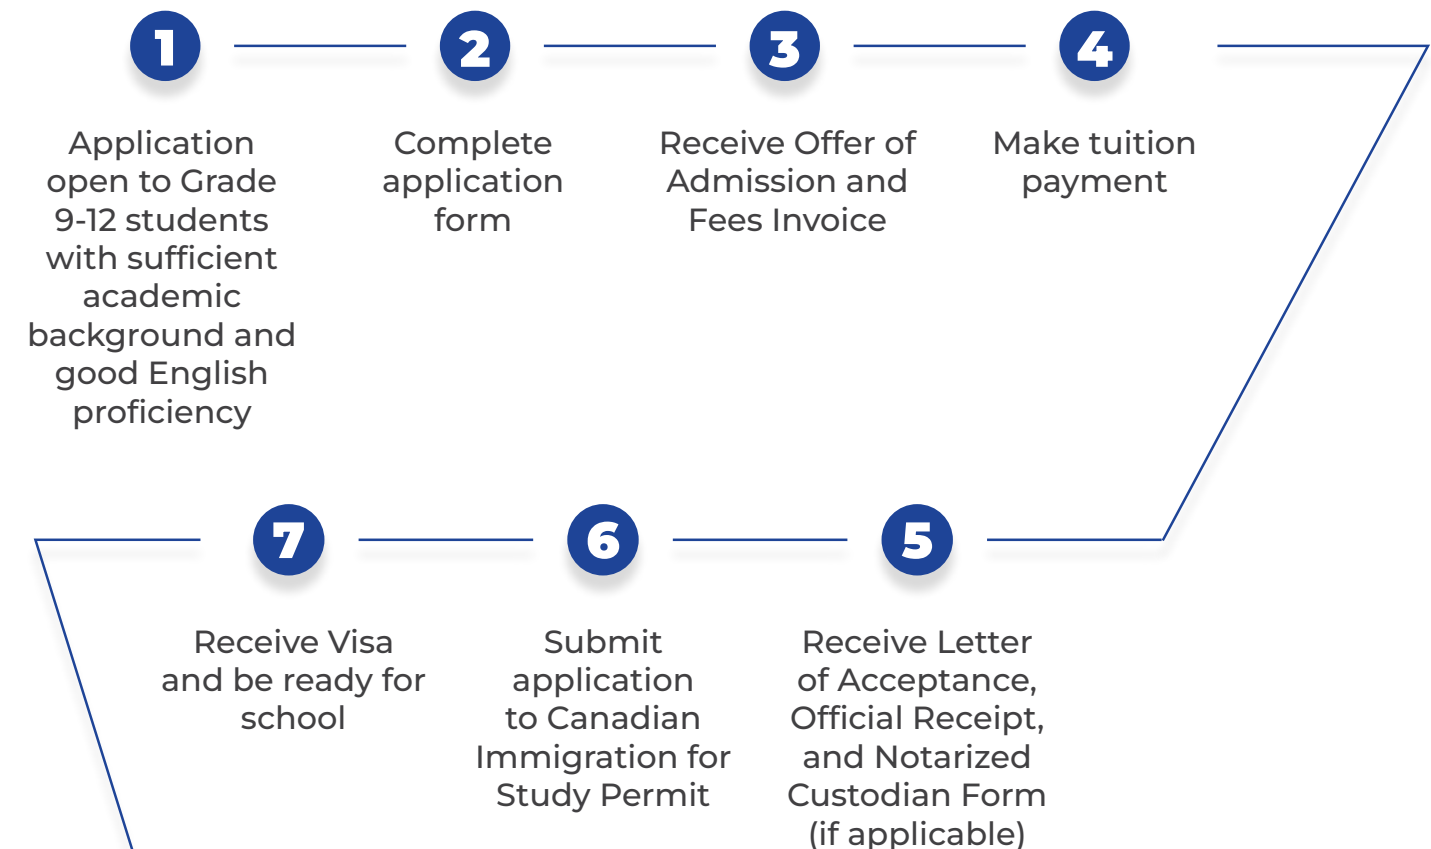 1
Application
open to Grade
9-12 students
with sufficient
academic
background and
good English
proficiency
2
Complete
application
form
3
Receive Offer of
Admission and
Fees Invoice
4
Make tuition
payment
5
Receive Letter
of Acceptance,
Official Receipt,
and Notarized
Custodian Form
(if applicable)
6
Submit
application
to Canadian
Immigration for
Study Permit
7
Receive Visa
and be ready for
school